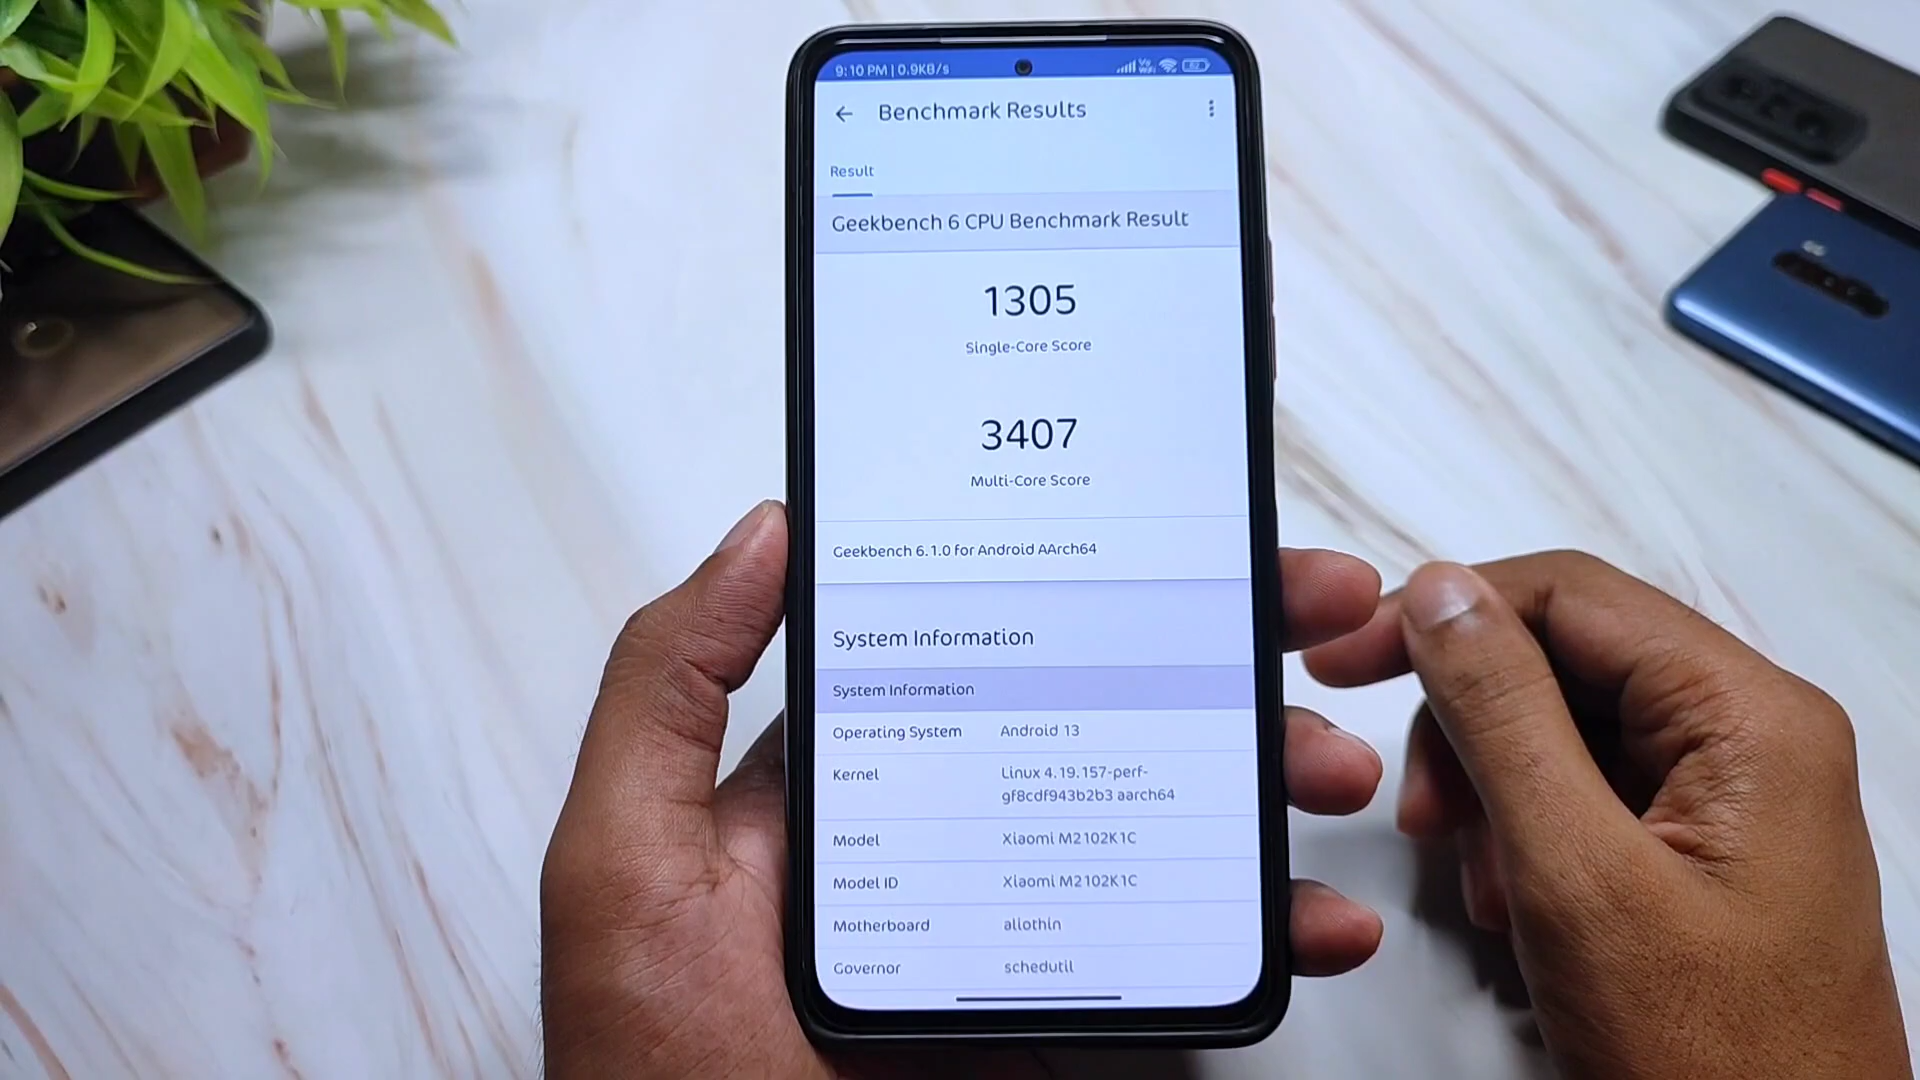 9:10 PM | 0.9KB/s
Benchmark Results
Result
Geekbench 6 CPU Benchmark Result
1305
Single-Core Score
3407
Multi-Core Score
Geekbench 6.1.0 for Android AArch64
System Information
System Information
Operating System Android 13
Kernel Linux 4.19.157-perf-
gf8cdf943b2b3 aarch64
Model Xiaomi M2102K1C
Model ID Xiaomi M2102K1C
Motherboard aliothin
Governor schedutil